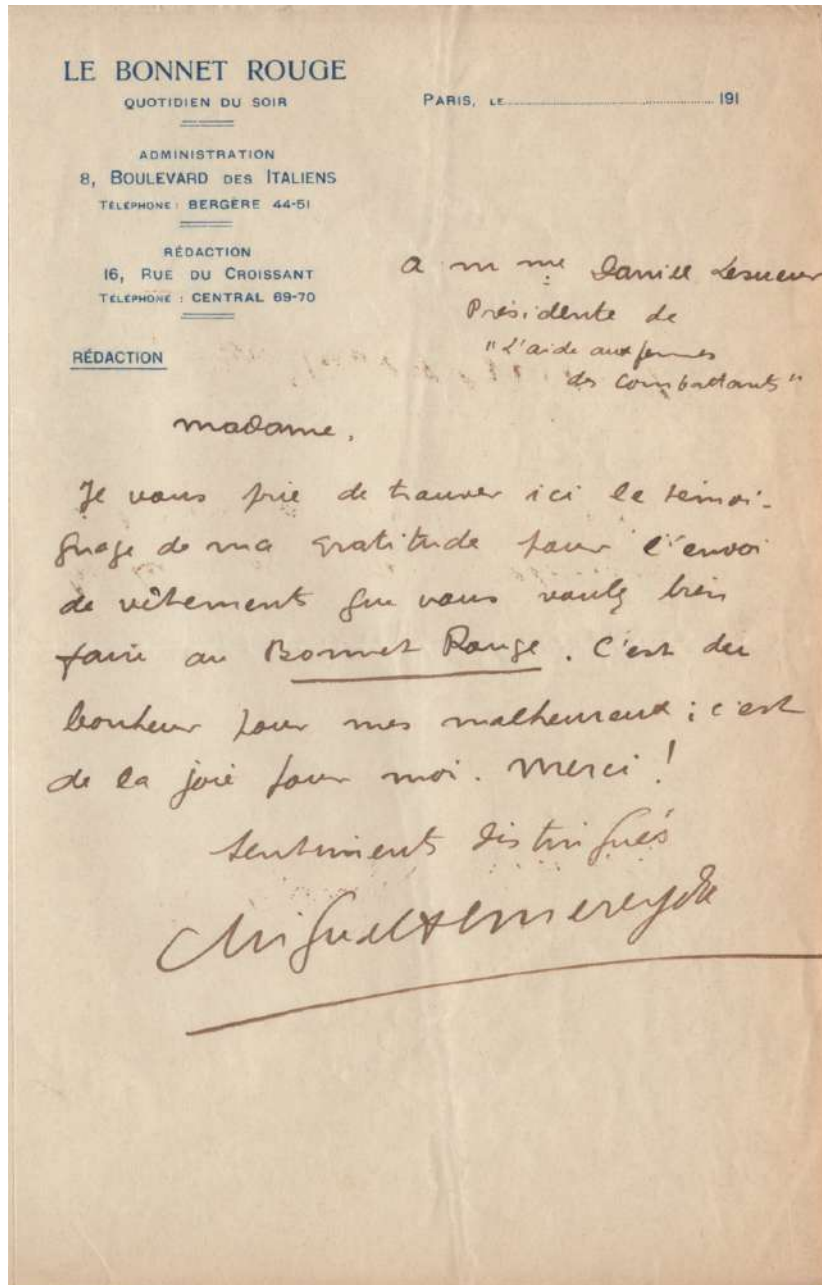 LE BONNET ROUGE
QUOTIDIEN DU SOIR
PARIS, LE 191
ADMINISTRATION
8, BOULEVARD DES ITALIENS
TÉLÉPHONE : BERGÈRE 44-51
RÉDACTION
16, RUE DU CROISSANT
TÉLÉPHONE : CENTRAL 69-70
RÉDACTION
A Mme Daniel Lesueur
Présidente de
"L'aide aux femmes
des combattants"
Madame,
Je vous prie de trouver ici le témoi-
gnage de ma gratitude pour l'envoi
de vêtements que vous voulez bien
faire au Bonnet Rouge. C'est du
bonheur pour mes malheureux ; c'est
de la joie pour moi. Merci !
Sentiments distingués
Miguel Almereyda